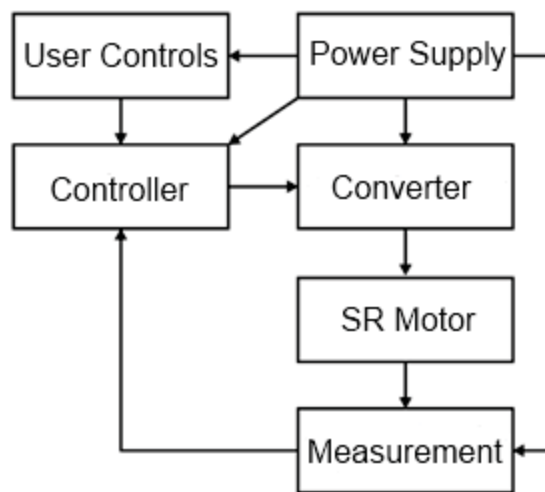 User Controls
Power Supply
Controller
Converter
SR Motor
Measurement